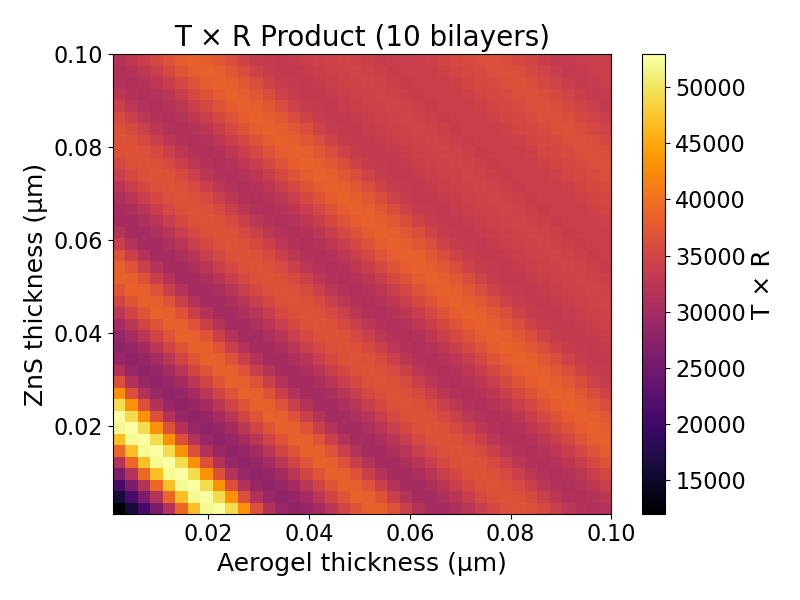 T × R Product (10 bilayers)
ZnS thickness (μm)
0.10
0.08
0.06
0.04
0.02
0.02 0.04 0.06 0.08 0.10
Aerogel thickness (μm)
50000
45000
40000
35000
30000
25000
20000
15000
T × R